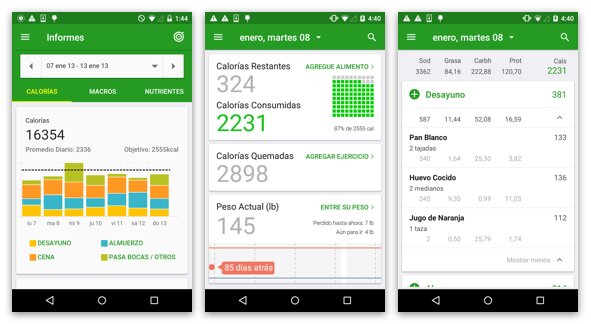 1:44
Informes
07 ene 13 - 13 ene 13
CALORÍAS MACROS NUTRIENTES
Calorías
16354
Promedio Diario: 2336 Objetivo: 2555kcal
lu 7 ma 8 mi 9 ju 10 vi 11 sá 12 do 13
DESAYUNO ALMUERZO
CENA PASA BOCAS / OTROS
4:40
enero, martes 08
Calorías Restantes AGREGUE ALIMENTO >
324
Calorías Consumidas
2231
87% de 2555 cal
Calorías Quemadas AGREGAR EJERCICIO >
2898
Peso Actual (lb) ENTRE SU PESO >
145
Perdido hasta ahora: 7 lb
Aún para ir: 4 lb
85 días atrás
4:40
enero, martes 08
Sod Grasa Carbh Prot Cals
3362 84,16 222,88 120,70 2231
Desayuno 381
587 11,44 52,08 16,59
Pan Blanco 133
2 tajadas
340 1,64 25,30 3,82
Huevo Cocido 136
2 medianos
245 9,30 0,99 11,03
Jugo de Naranja 112
1 taza
2 0,50 25,79 1,74
Mostrar menos